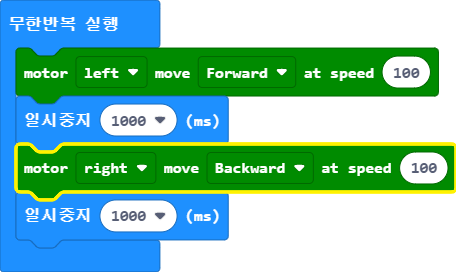 무한반복 실행
motor left move Forward at speed 100
일시중지 1000 (ms)
motor right move Backward at speed 100
일시중지 1000 (ms)